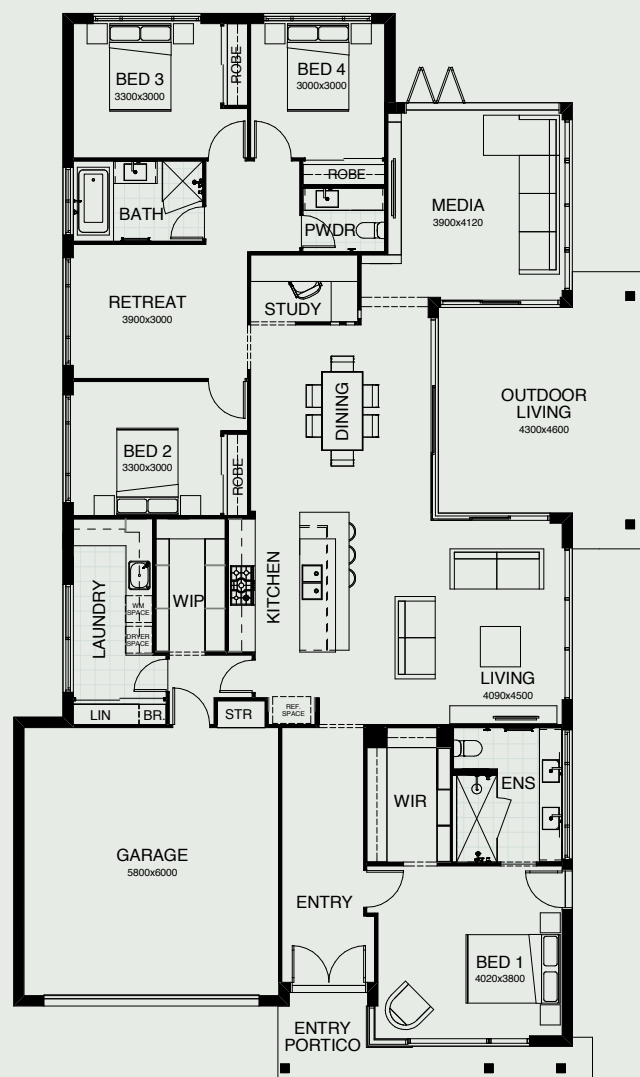 BED 3
3300x3000
ROBE
BED 4
3000x3000
ROBE
BATH
PWDR
MEDIA
3900x4120
RETREAT
3900x3000
STUDY
DINING
OUTDOOR
LIVING
4300x4600
BED 2
3300x3000
ROBE
LAUNDRY
WM
SPACE
DRYER
SPACE
WIP
KITCHEN
LIVING
4090x4500
LIN
BR.
STR
REF.
SPACE
WIR
ENS
GARAGE
5800x6000
ENTRY
BED 1
4020x3800
ENTRY
PORTICO